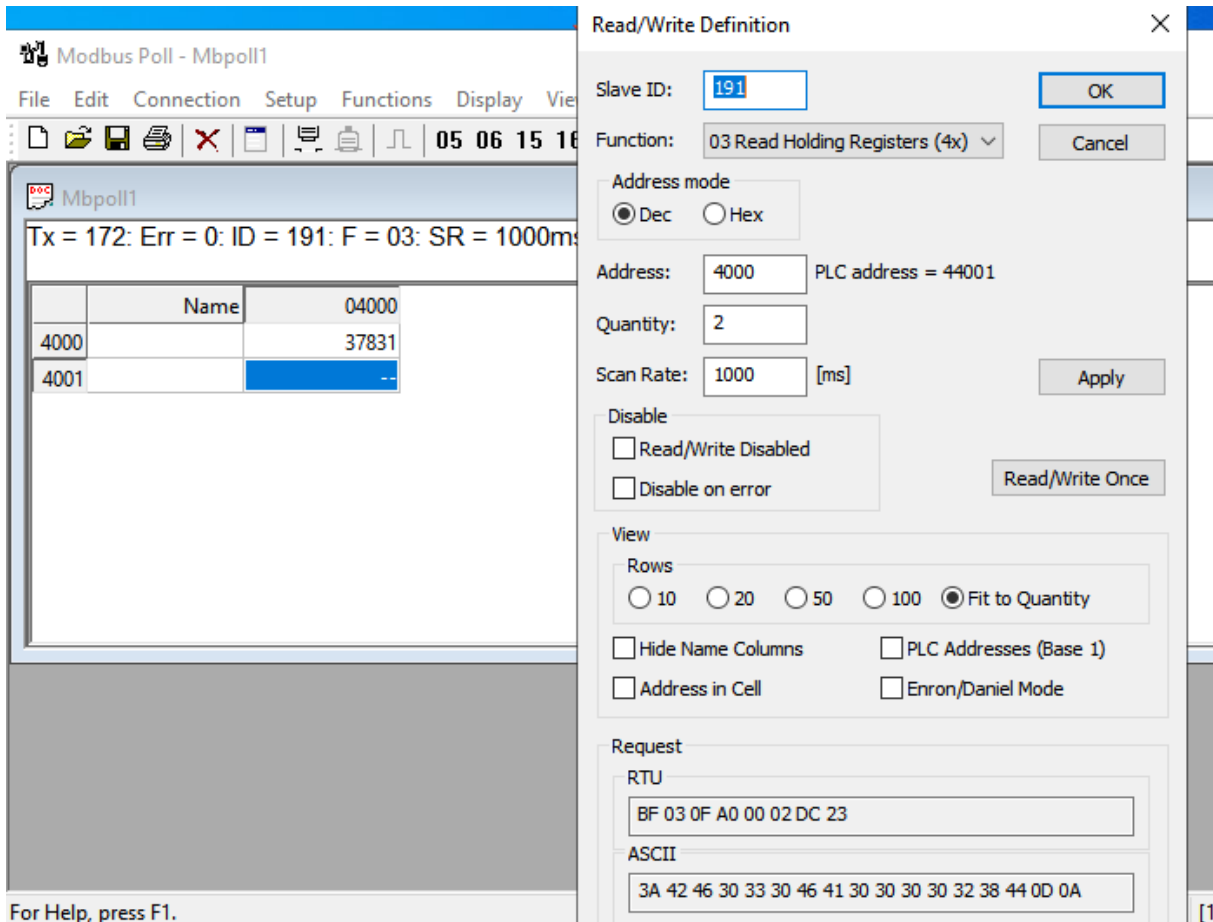 Modbus Poll - Mbpoll1
File Edit Connection Setup Functions Display
05 06 15
Mbpoll1
Tx = 172: Err = 0: ID = 191: F = 03: SR = 1000ms
Name 04000
4000 37831
4001 --
For Help, press F1.
Read/Write Definition
Slave ID: 191 OK
Function: 03 Read Holding Registers (4x) Cancel
Address mode
Dec Hex
Address: 4000 PLC address = 44001
Quantity: 2
Scan Rate: 1000 [ms] Apply
Disable
Read/Write Disabled
Disable on error
Read/Write Once
View
Rows
10 20 50 100 Fit to Quantity
Hide Name Columns PLC Addresses (Base 1)
Address in Cell Enron/Daniel Mode
Request
RTU
BF 03 0F A0 00 02 DC 23
ASCII
3A 42 46 30 33 30 46 41 30 30 30 30 32 38 44 0D 0A